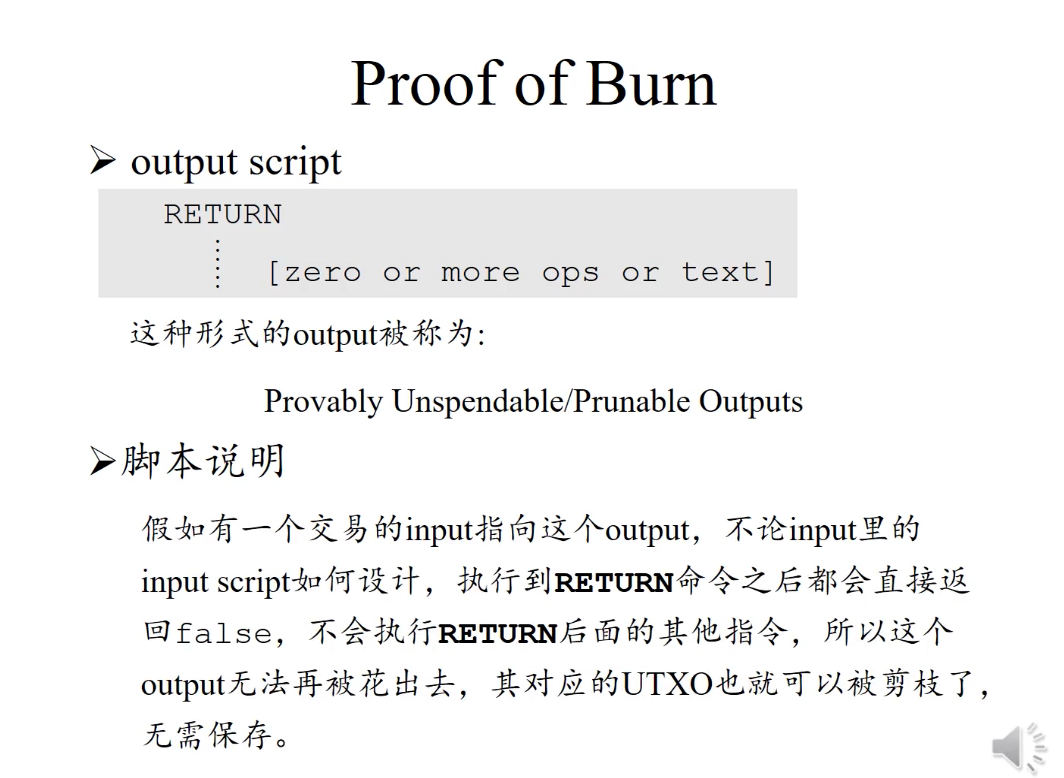 Proof of Burn
➢ output script
RETURN
[zero or more ops or text]
这种形式的output被称为:
Provably Unspendable/Prunable Outputs
➢脚本说明
假如有一个交易的input指向这个output，不论input里的
input script如何设计，执行到RETURN命令之后都会直接返
回false，不会执行RETURN后面的其他指令，所以这个
output无法再被花出去，其对应的UTXO也就可以被剪枝了，
无需保存。